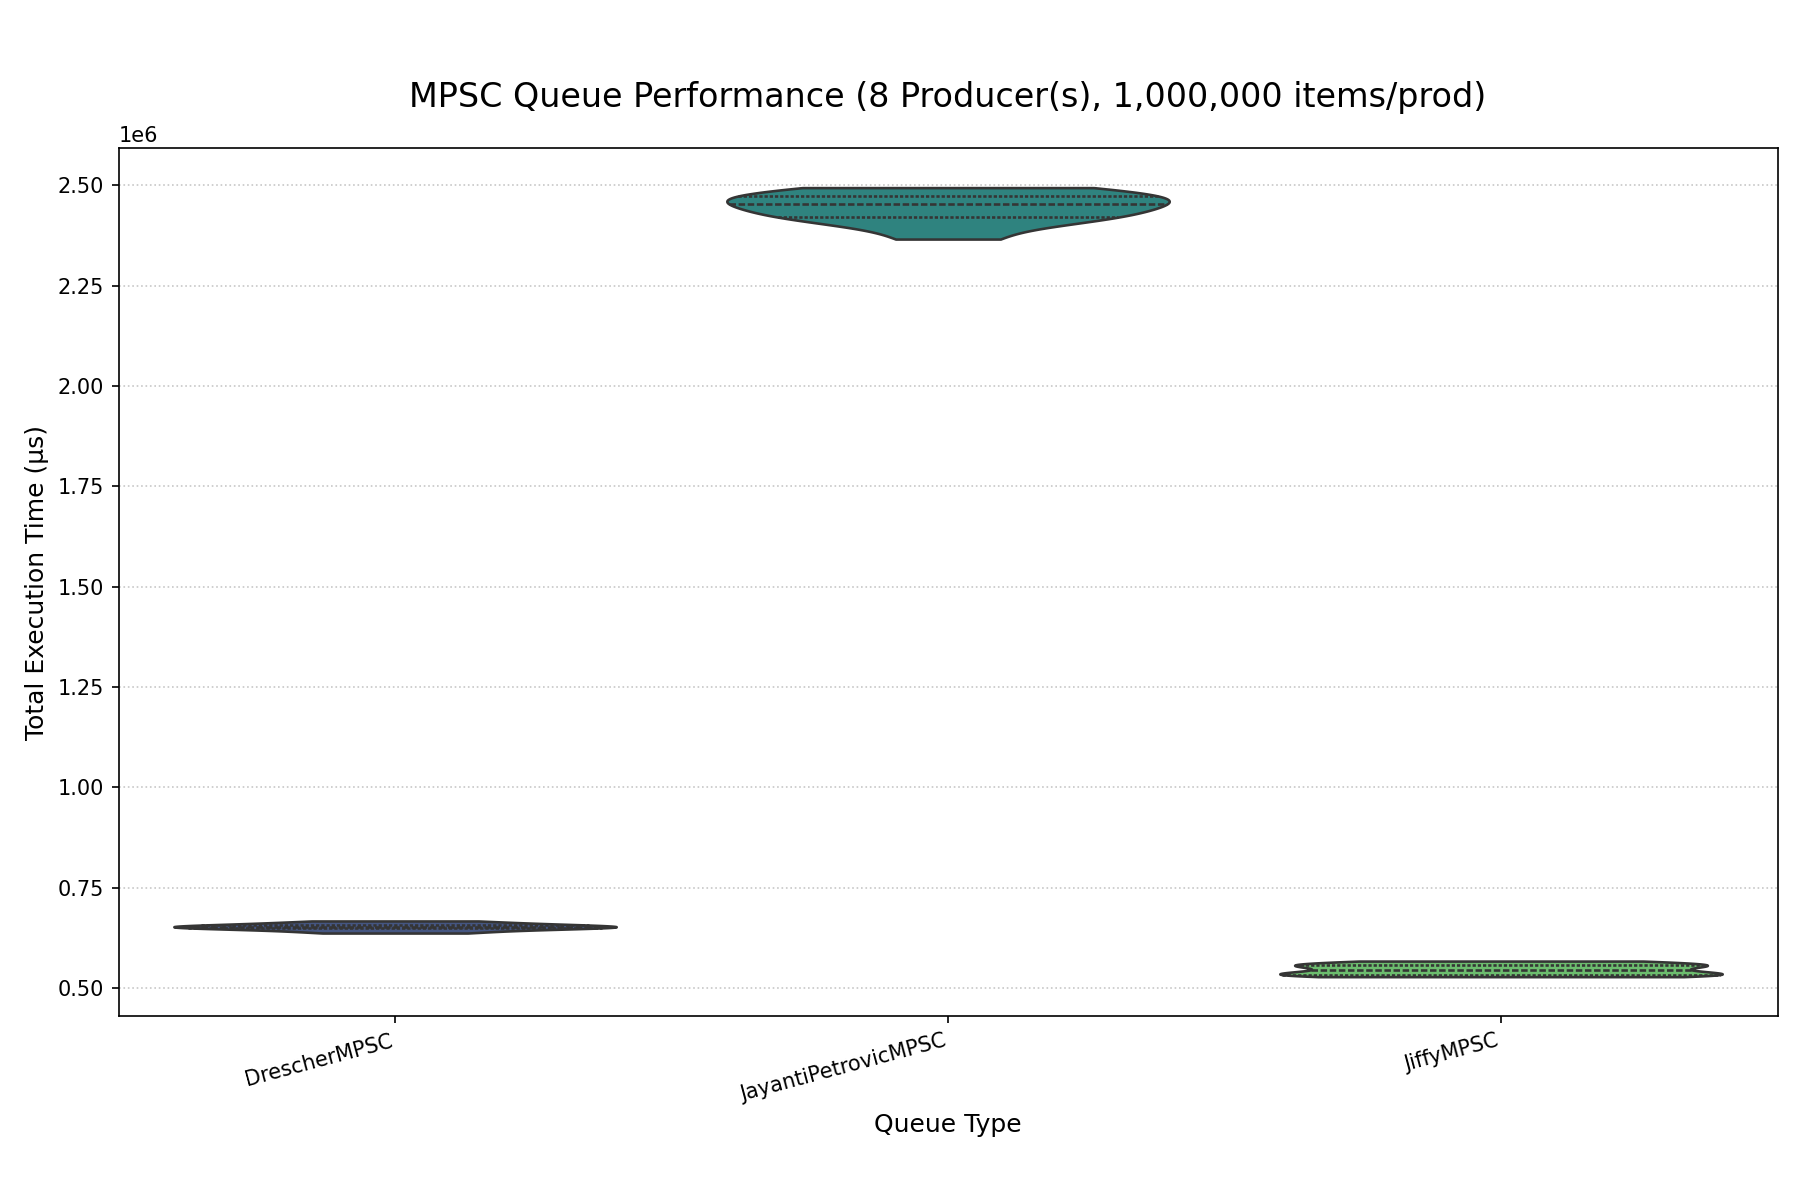 MPSC Queue Performance (8 Producer(s), 1,000,000 items/prod)
1e6
2.50
2.25
2.00
1.75
1.50
1.25
1.00
0.75
0.50
Total Execution Time (µs)
DrescherMPSC
JayantiPetrovicMPSC
JiffyMPSC
Queue Type